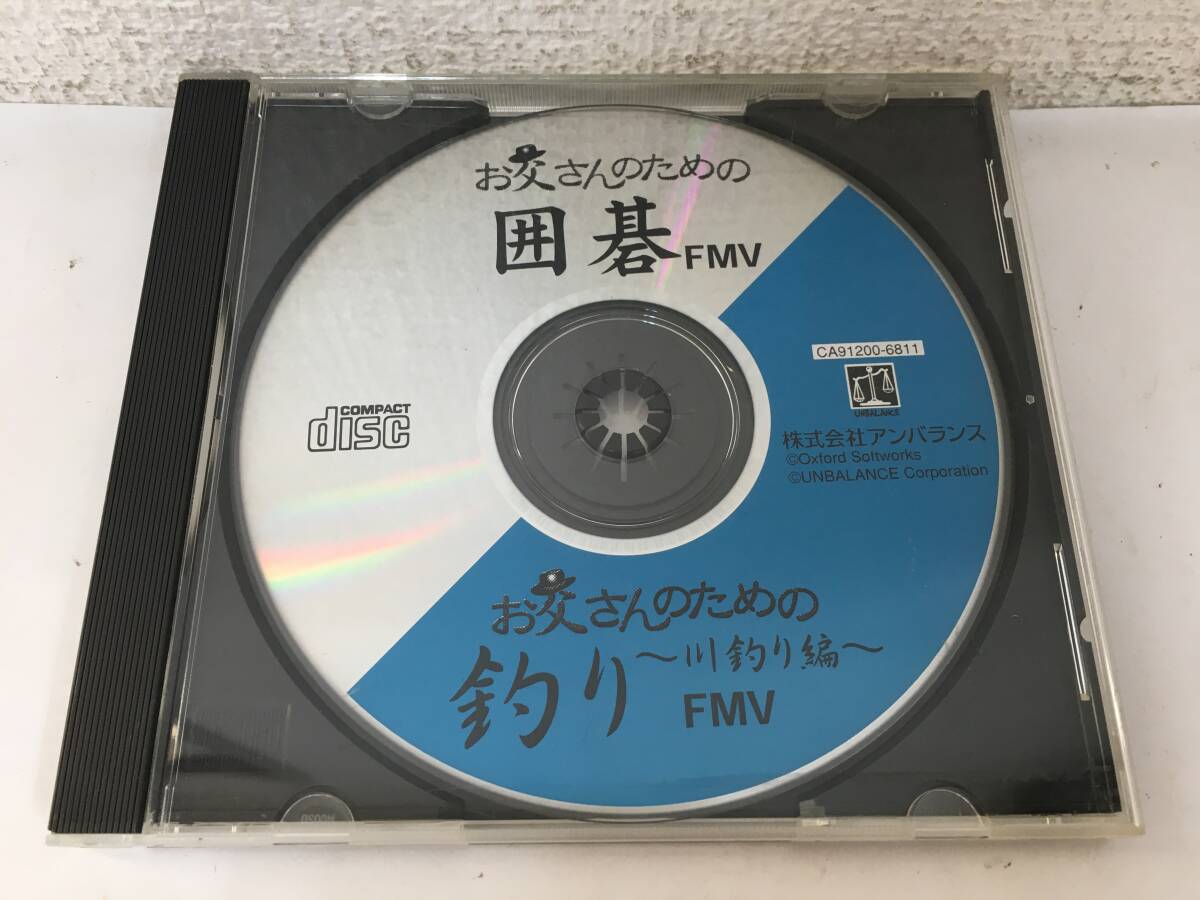 お父さんのための
囲碁 FMV
COMPACT
disc
CA91200-6811
UNBALANCE
株式会社アンバランス
©Oxford Softworks
©UNBALANCE Corporation
お父さんのための
釣り ～川釣り編～
FMV